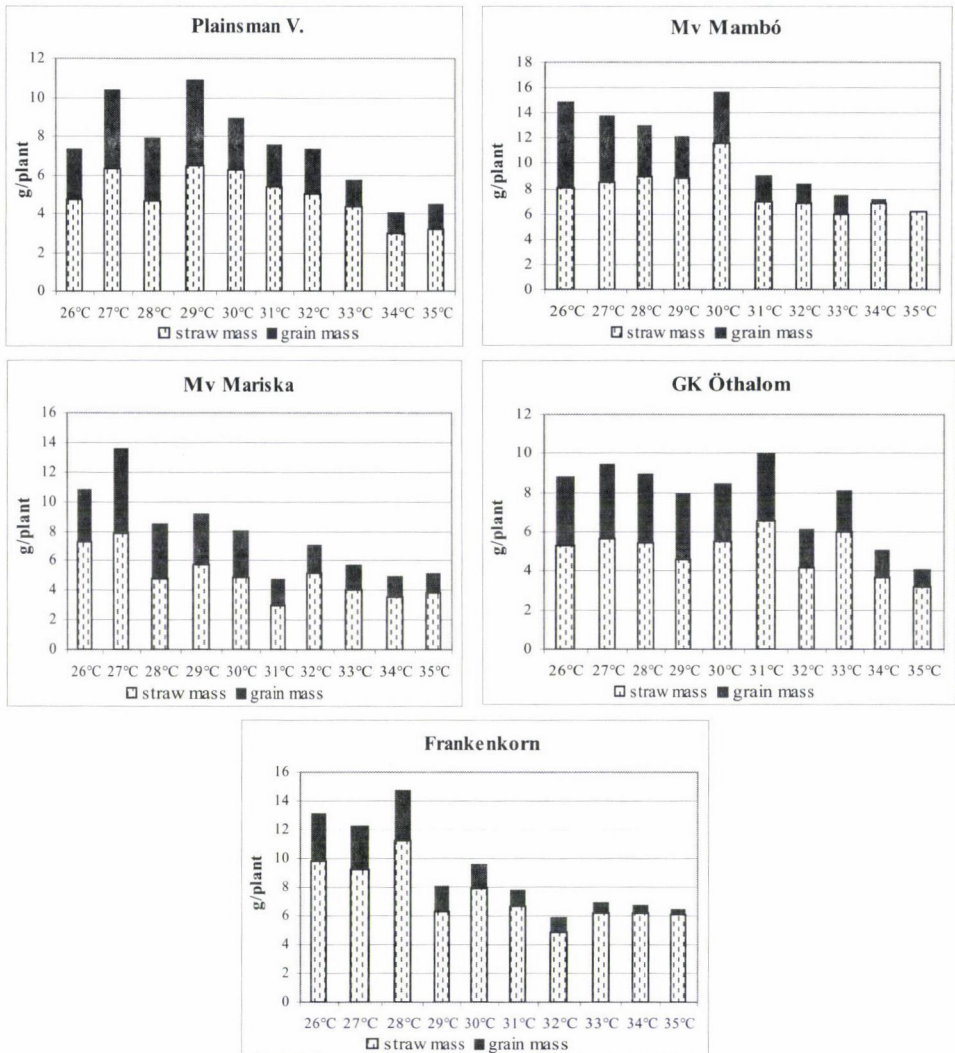 Plainsman V.
12
10
8
6
4
2
0
g/plant
26°C 27°C 28°C 29°C 30°C 31°C 32°C 33°C 34°C 35°C
straw mass grain mass
Mv Mambó
18
16
14
12
10
8
6
4
2
0
g/plant
26°C 27°C 28°C 29°C 30°C 31°C 32°C 33°C 34°C 35°C
straw mass grain mass
Mv Mariska
16
14
12
10
8
6
4
2
0
g/plant
26°C 27°C 28°C 29°C 30°C 31°C 32°C 33°C 34°C 35°C
straw mass grain mass
GK Öthalom
12
10
8
6
4
2
0
g/plant
26°C 27°C 28°C 29°C 30°C 31°C 32°C 33°C 34°C 35°C
straw mass grain mass
Frankenkorn
16
14
12
10
8
6
4
2
0
g/plant
26°C 27°C 28°C 29°C 30°C 31°C 32°C 33°C 34°C 35°C
straw mass grain mass